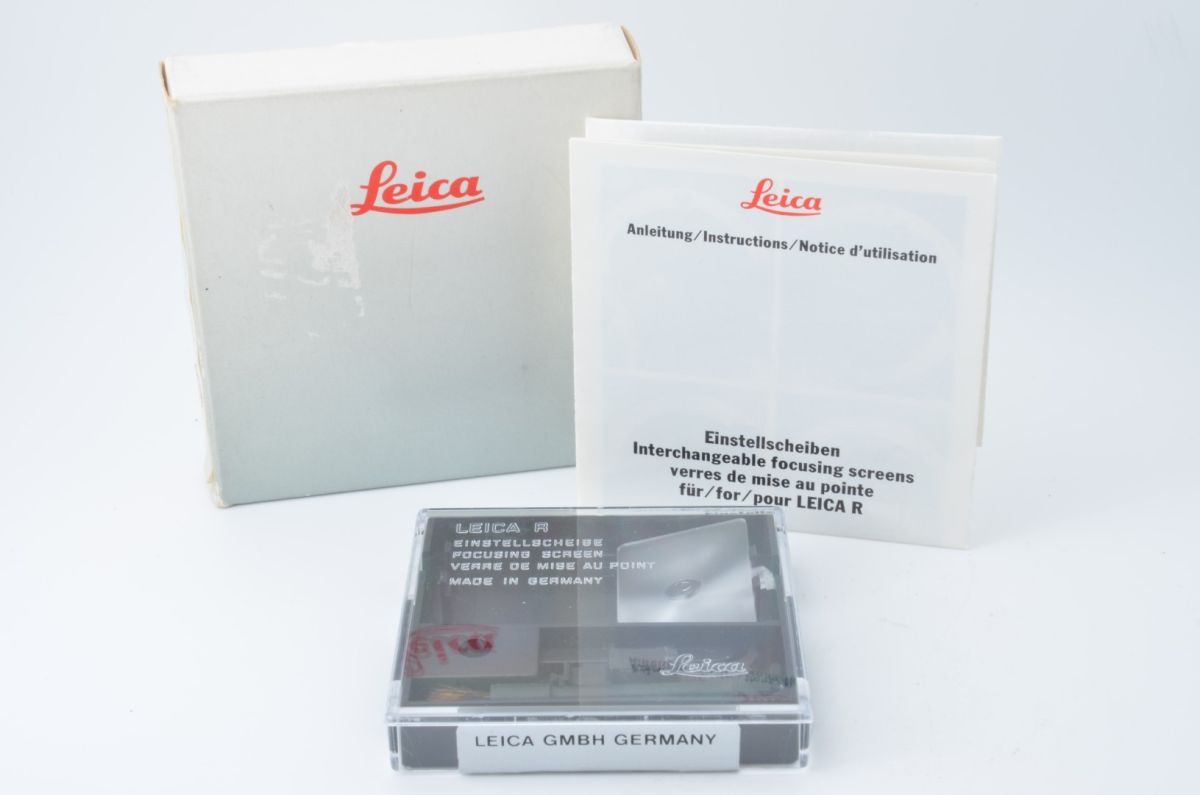 Leica
Leica
Anleitung/Instructions/Notice d'utilisation
Einstellscheiben
Interchangeable focusing screens
verres de mise au pointe
für/for/pour LEICA R
LEICA R
EINSTELLSCHEIBE
FOCUSING SCREEN
VERRE DE MISE AU POINT
MADE IN GERMANY
Leica
Leica
LEICA GMBH GERMANY